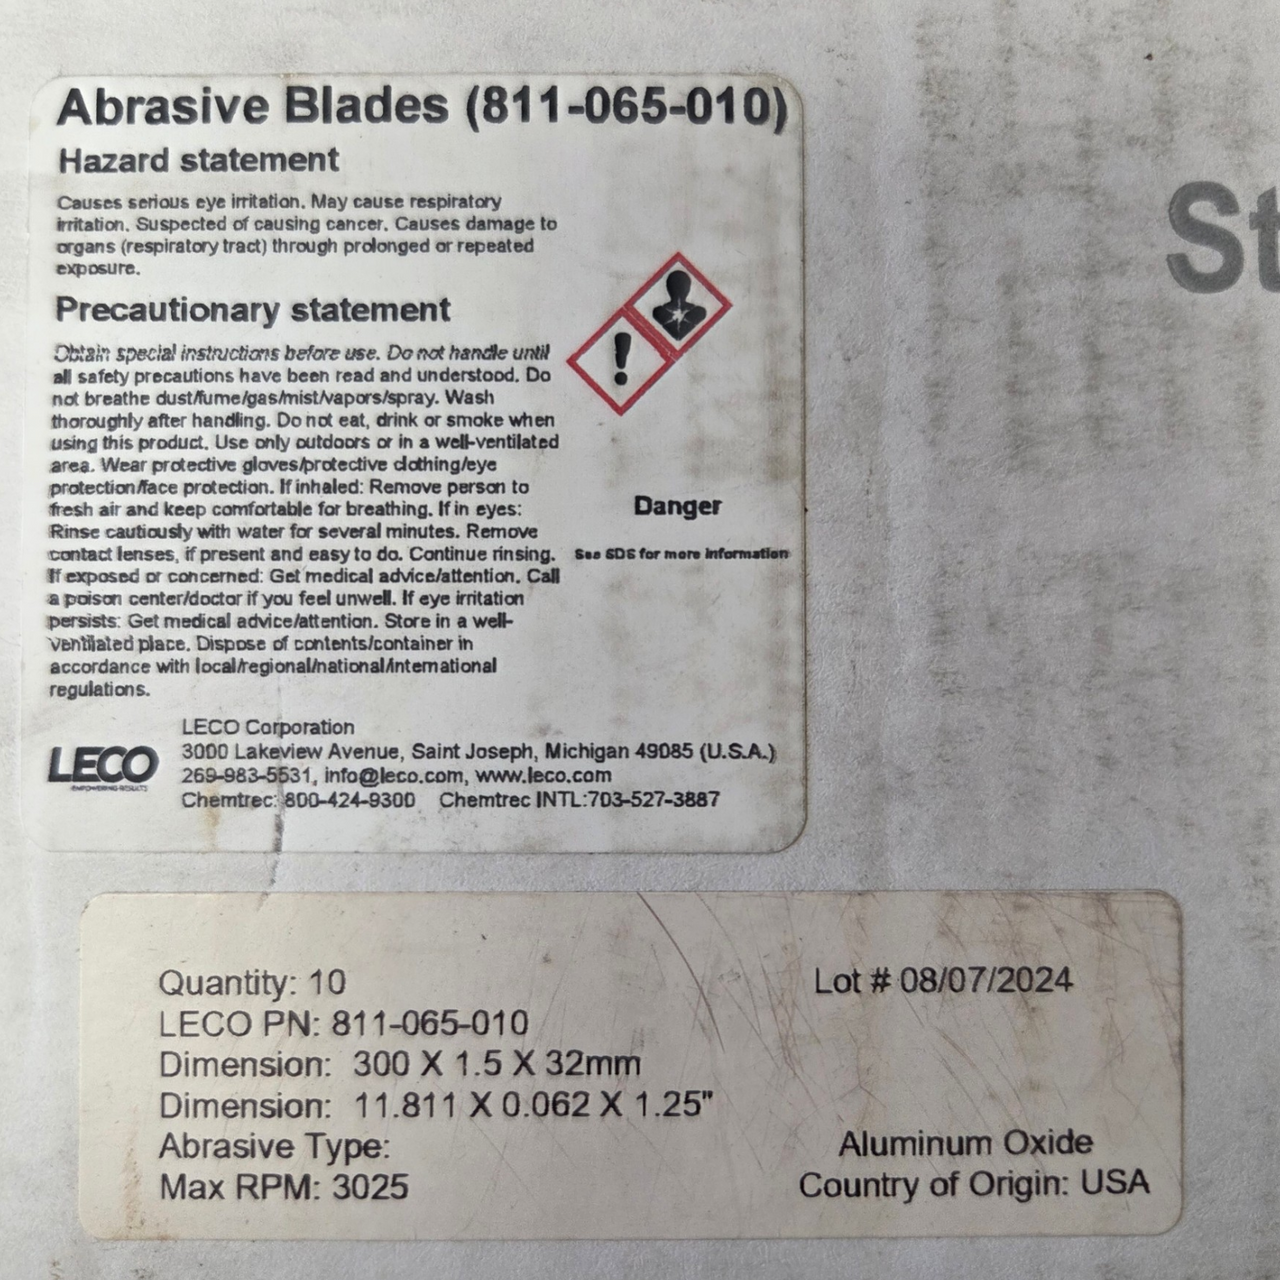 Abrasive Blades (811-065-010)
Hazard statement
Causes serious eye irritation. May cause respiratory
irritation. Suspected of causing cancer. Causes damage to
organs (respiratory tract) through prolonged or repeated
exposure.
Precautionary statement
Obtain special instructions before use. Do not handle until
all safety precautions have been read and understood. Do
not breathe dust/fume/gas/mist/vapors/spray. Wash
thoroughly after handling. Do not eat, drink or smoke when
using this product. Use only outdoors or in a well-ventilated
area. Wear protective gloves/protective clothing/eye
protection/face protection. If inhaled: Remove person to
fresh air and keep comfortable for breathing. If in eyes:
Rinse cautiously with water for several minutes. Remove
contact lenses, if present and easy to do. Continue rinsing.
If exposed or concerned: Get medical advice/attention. Call
a poison center/doctor if you feel unwell. If eye irritation
persists: Get medical advice/attention. Store in a well-
ventilated place. Dispose of contents/container in
accordance with local/regional/national/international
regulations.
Danger
See SDS for more information
LECO
EMPOWERING RESULTS
LECO Corporation
3000 Lakeview Avenue, Saint Joseph, Michigan 49085 (U.S.A.)
269-983-5531, info@leco.com, www.leco.com
Chemtrec: 800-424-9300 Chemtrec INTL:703-527-3887
St
Quantity: 10
Lot # 08/07/2024
LECO PN: 811-065-010
Dimension: 300 X 1.5 X 32mm
Dimension: 11.811 X 0.062 X 1.25"
Abrasive Type: Aluminum Oxide
Max RPM: 3025
Country of Origin: USA